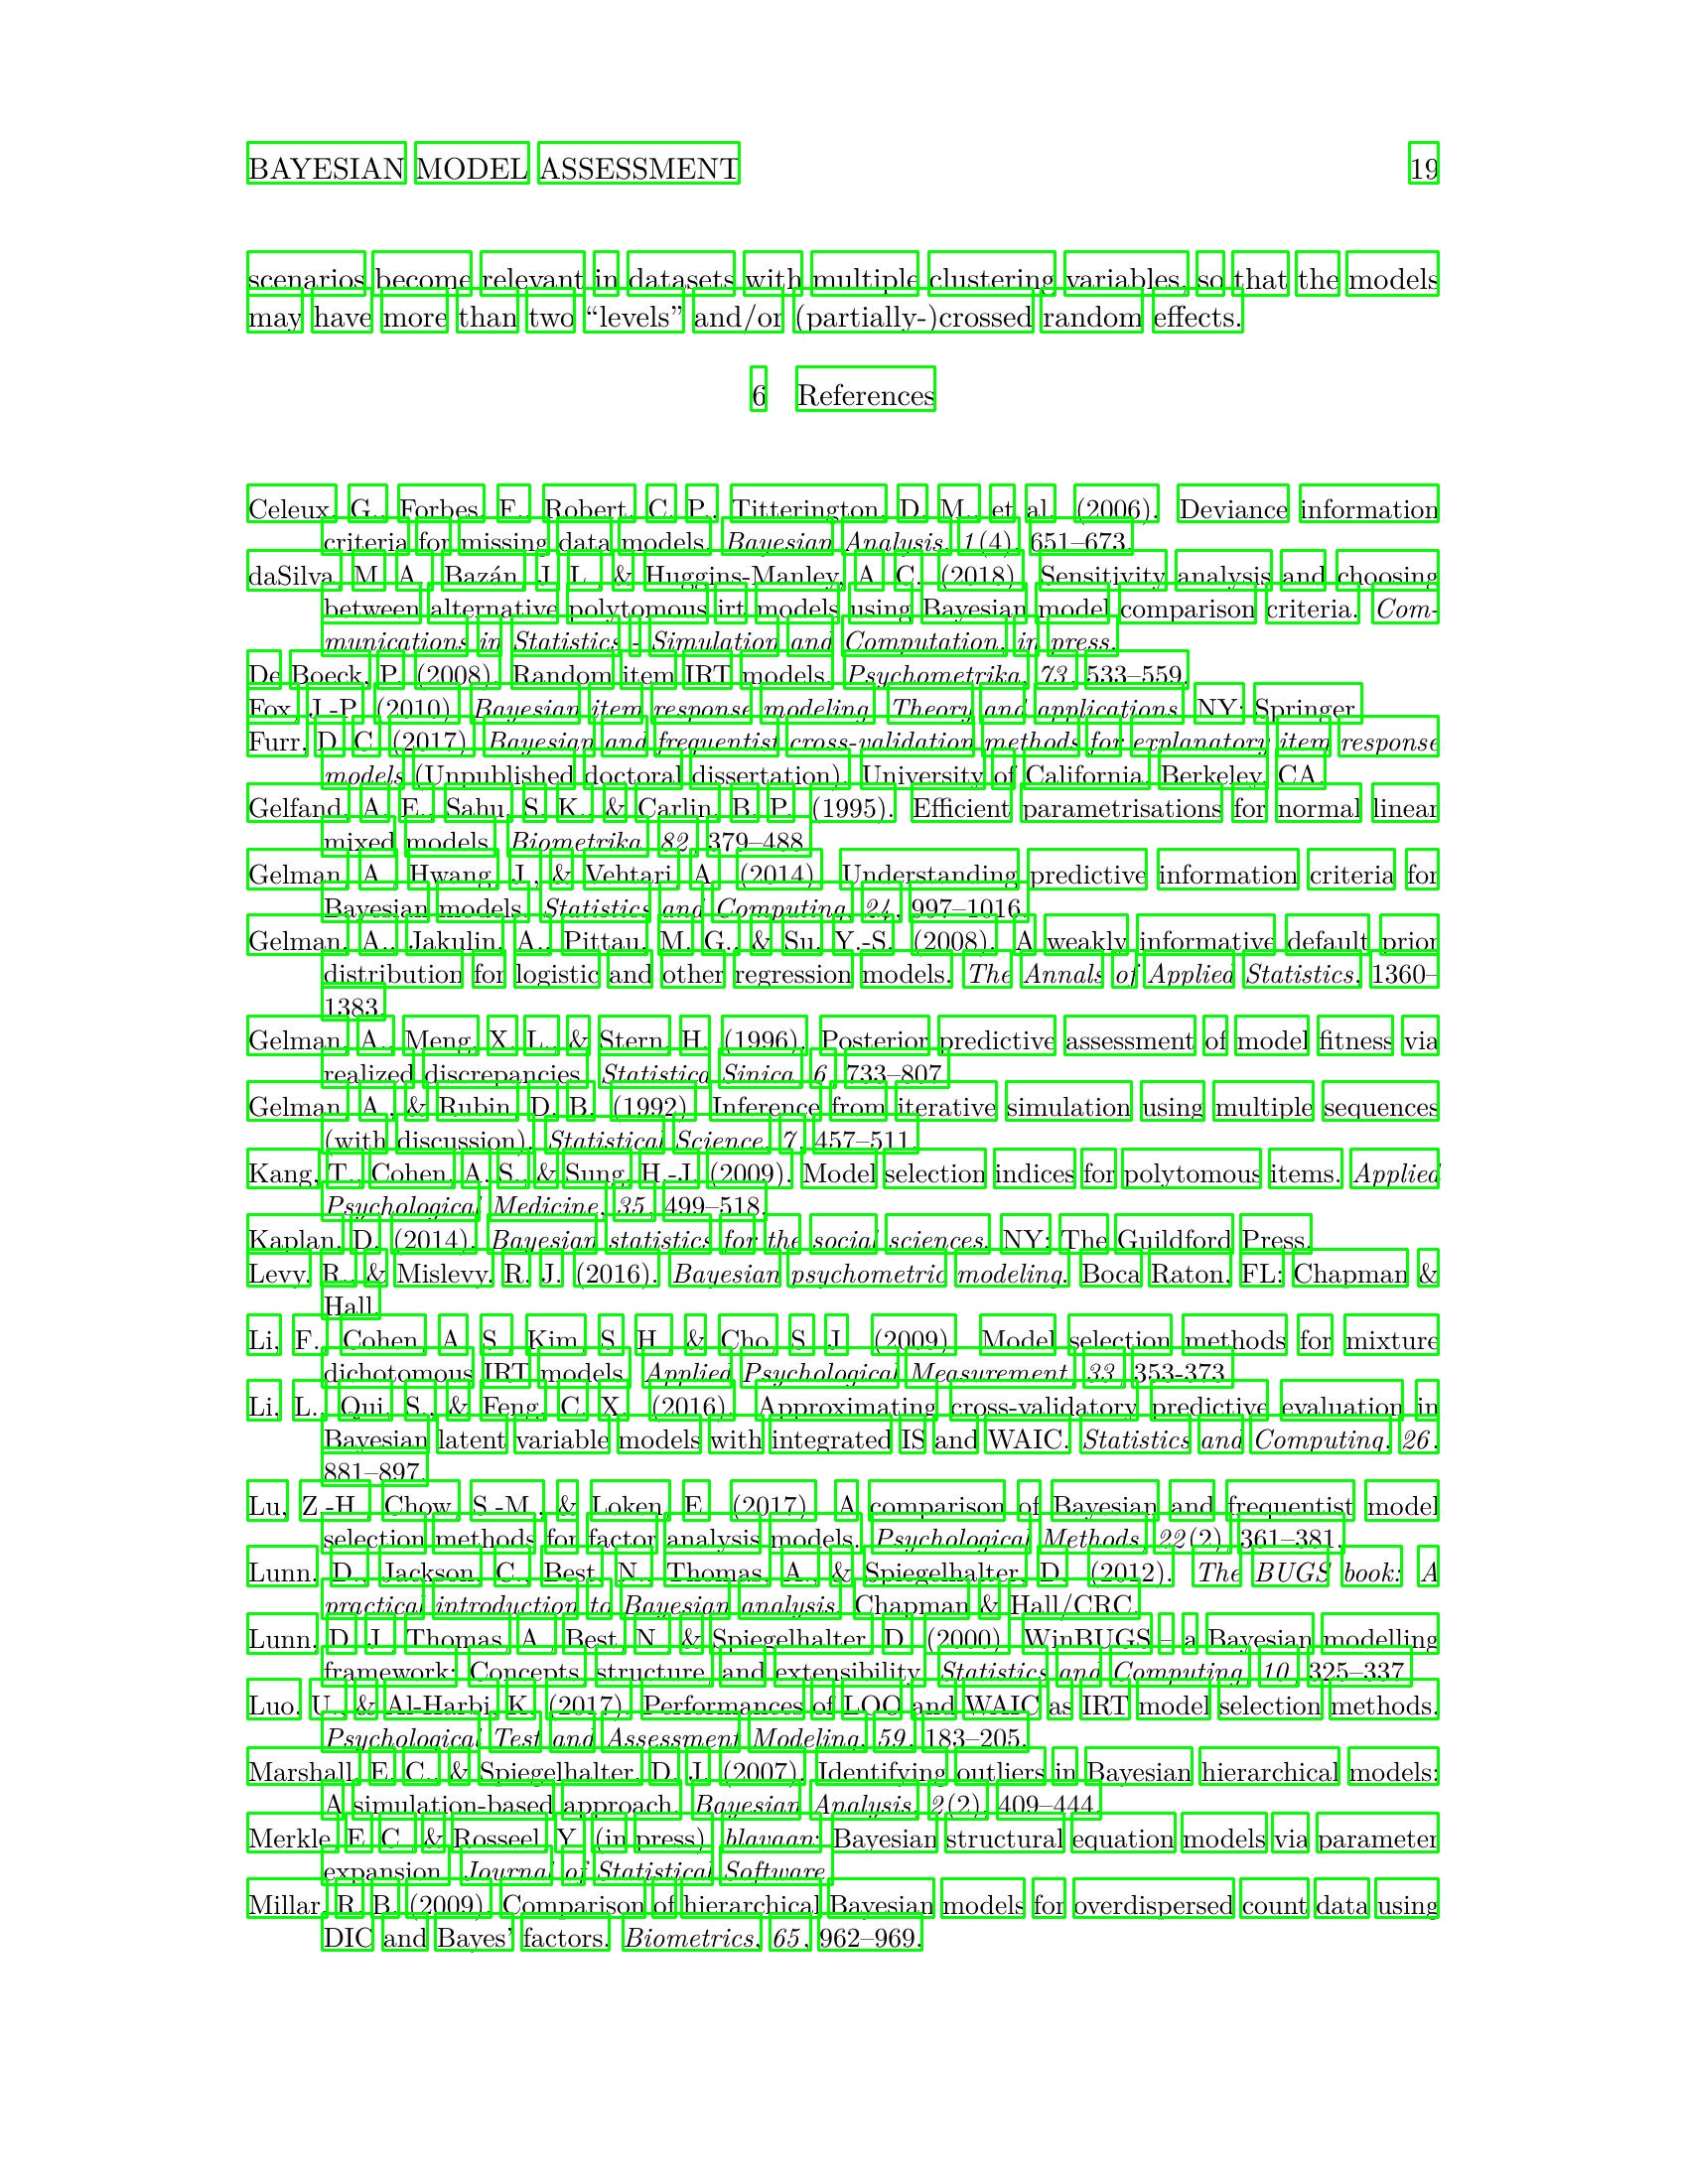 BAYESIAN MODEL ASSESSMENT 19
scenarios become relevant in datasets with multiple clustering variables, so that the models
may have more than two “levels” and/or (partially-)crossed random effects.
6 References
Celeux, G., Forbes, F., Robert, C. P., Titterington, D. M., et al. (2006). Deviance information
criteria for missing data models. Bayesian Analysis, 1(4), 651–673.
daSilva, M. A., Bazán, J. L., & Huggins-Manley, A. C. (2018). Sensitivity analysis and choosing
between alternative polytomous irt models using Bayesian model comparison criteria. Com-
munications in Statistics - Simulation and Computation, in press.
De Boeck, P. (2008). Random item IRT models. Psychometrika, 73, 533–559.
Fox, J.-P. (2010). Bayesian item response modeling: Theory and applications. NY: Springer.
Furr, D. C. (2017). Bayesian and frequentist cross-validation methods for explanatory item response
models (Unpublished doctoral dissertation). University of California, Berkeley, CA.
Gelfand, A. E., Sahu, S. K., & Carlin, B. P. (1995). Efficient parametrisations for normal linear
mixed models. Biometrika, 82, 379–488.
Gelman, A., Hwang, J., & Vehtari, A. (2014). Understanding predictive information criteria for
Bayesian models. Statistics and Computing, 24, 997–1016.
Gelman, A., Jakulin, A., Pittau, M. G., & Su, Y.-S. (2008). A weakly informative default prior
distribution for logistic and other regression models. The Annals of Applied Statistics, 1360–
1383.
Gelman, A., Meng, X. L., & Stern, H. (1996). Posterior predictive assessment of model fitness via
realized discrepancies. Statistica Sinica, 6, 733–807.
Gelman, A., & Rubin, D. B. (1992). Inference from iterative simulation using multiple sequences
(with discussion). Statistical Science, 7, 457–511.
Kang, T., Cohen, A. S., & Sung, H.-J. (2009). Model selection indices for polytomous items. Applied
Psychological Medicine, 35, 499–518.
Kaplan, D. (2014). Bayesian statistics for the social sciences. NY: The Guildford Press.
Levy, R., & Mislevy, R. J. (2016). Bayesian psychometric modeling. Boca Raton, FL: Chapman &
Hall.
Li, F., Cohen, A. S., Kim, S. H., & Cho, S. J. (2009). Model selection methods for mixture
dichotomous IRT models. Applied Psychological Measurement, 33, 353-373.
Li, L., Qui, S., & Feng, C. X. (2016). Approximating cross-validatory predictive evaluation in
Bayesian latent variable models with integrated IS and WAIC. Statistics and Computing, 26,
881–897.
Lu, Z.-H., Chow, S.-M., & Loken, E. (2017). A comparison of Bayesian and frequentist model
selection methods for factor analysis models. Psychological Methods, 22(2), 361–381.
Lunn, D., Jackson, C., Best, N., Thomas, A., & Spiegelhalter, D. (2012). The BUGS book: A
practical introduction to Bayesian analysis. Chapman & Hall/CRC.
Lunn, D. J., Thomas, A., Best, N., & Spiegelhalter, D. (2000). WinBUGS – a Bayesian modelling
framework: Concepts, structure, and extensibility. Statistics and Computing, 10, 325–337.
Luo, U., & Al-Harbi, K. (2017). Performances of LOO and WAIC as IRT model selection methods.
Psychological Test and Assessment Modeling, 59, 183–205.
Marshall, E. C., & Spiegelhalter, D. J. (2007). Identifying outliers in Bayesian hierarchical models:
A simulation-based approach. Bayesian Analysis, 2(2), 409–444.
Merkle, E. C., & Rosseel, Y. (in press). blavaan: Bayesian structural equation models via parameter
expansion. Journal of Statistical Software.
Millar, R. B. (2009). Comparison of hierarchical Bayesian models for overdispersed count data using
DIC and Bayes’ factors. Biometrics, 65, 962–969.